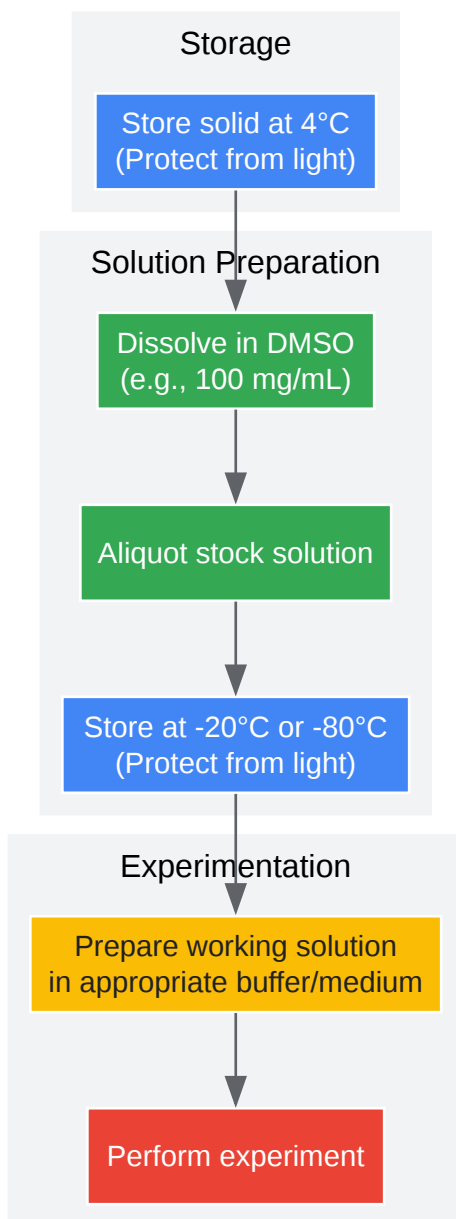 Storage
Store solid at 4°C
(Protect from light)
Solution Preparation
Dissolve in DMSO
(e.g., 100 mg/mL)
Aliquot stock solution
Store at -20°C or -80°C
(Protect from light)
Experimentation
Prepare working solution
in appropriate buffer/medium
Perform experiment